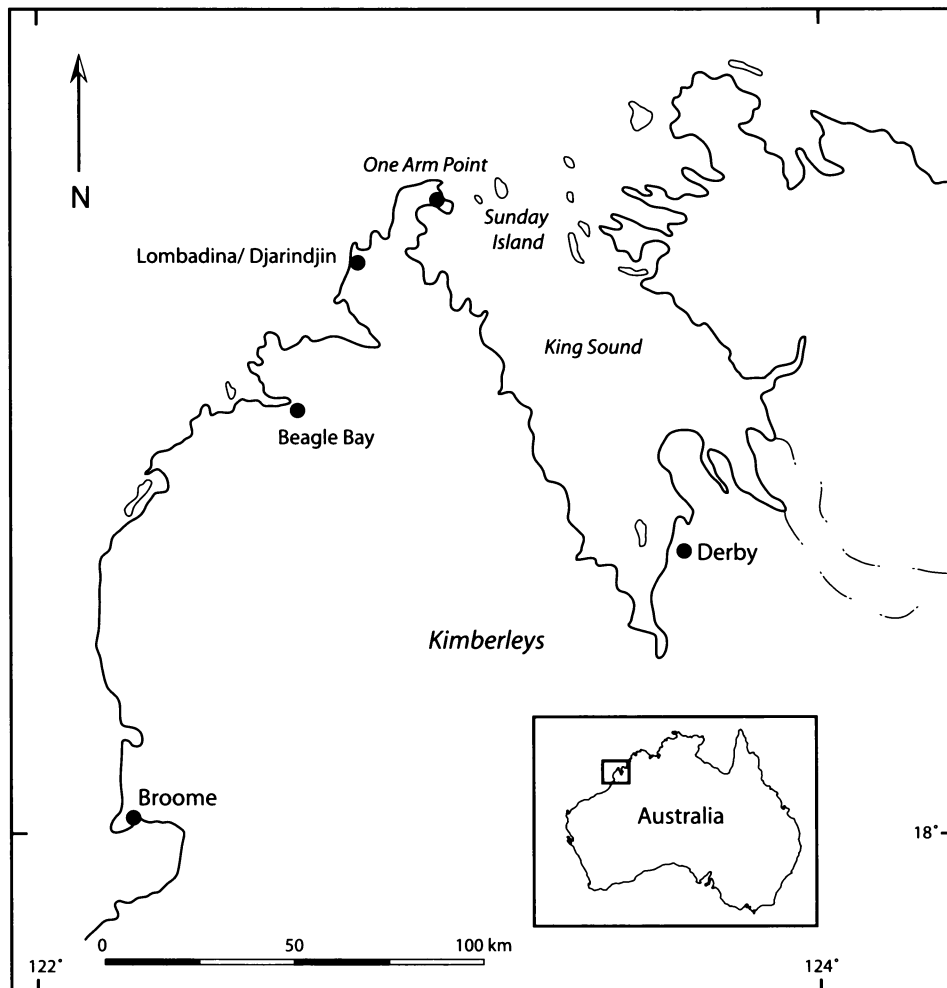 N
One Arm Point
Sunday
Island
Lombadina/ Djarindjin
King Sound
Beagle Bay
Derby
Kimberleys
Broome
Australia
18°
0 50 100 km
122° 124°